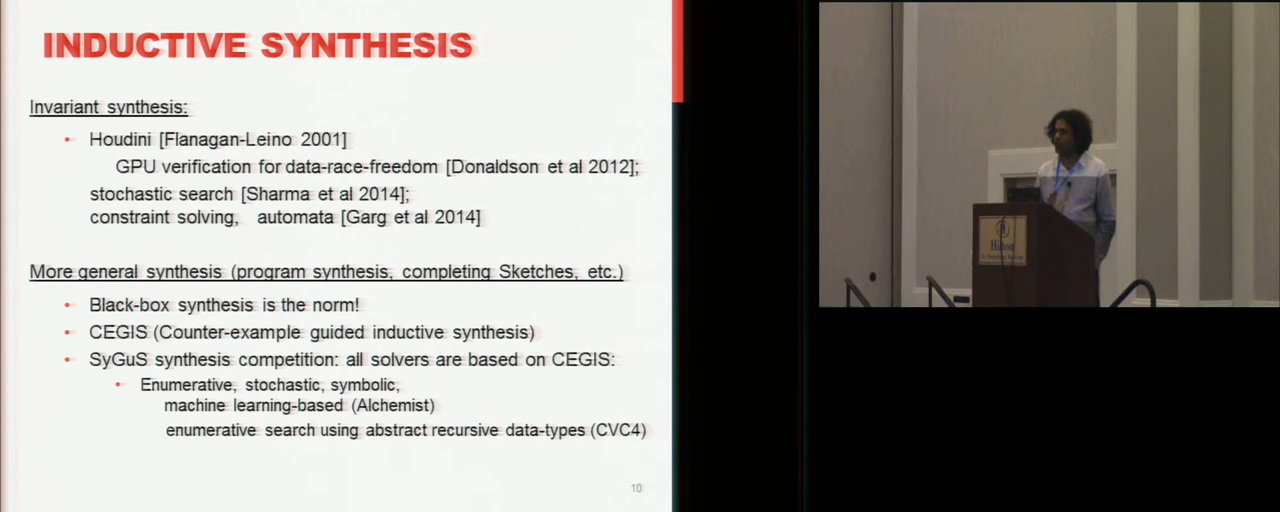 INDUCTIVE SYNTHESIS
Invariant synthesis:
• Houdini [Flanagan-Leino 2001]
GPU verification for data-race-freedom [Donaldson et al 2012];
stochastic search [Sharma et al 2014];
constraint solving, automata [Garg et al 2014]
More general synthesis (program synthesis, completing Sketches, etc.)
• Black-box synthesis is the norm!
• CEGIS (Counter-example guided inductive synthesis)
• SyGuS synthesis competition: all solvers are based on CEGIS:
• Enumerative, stochastic, symbolic,
machine learning-based (Alchemist)
enumerative search using abstract recursive data-types (CVC4)
10
Hilton